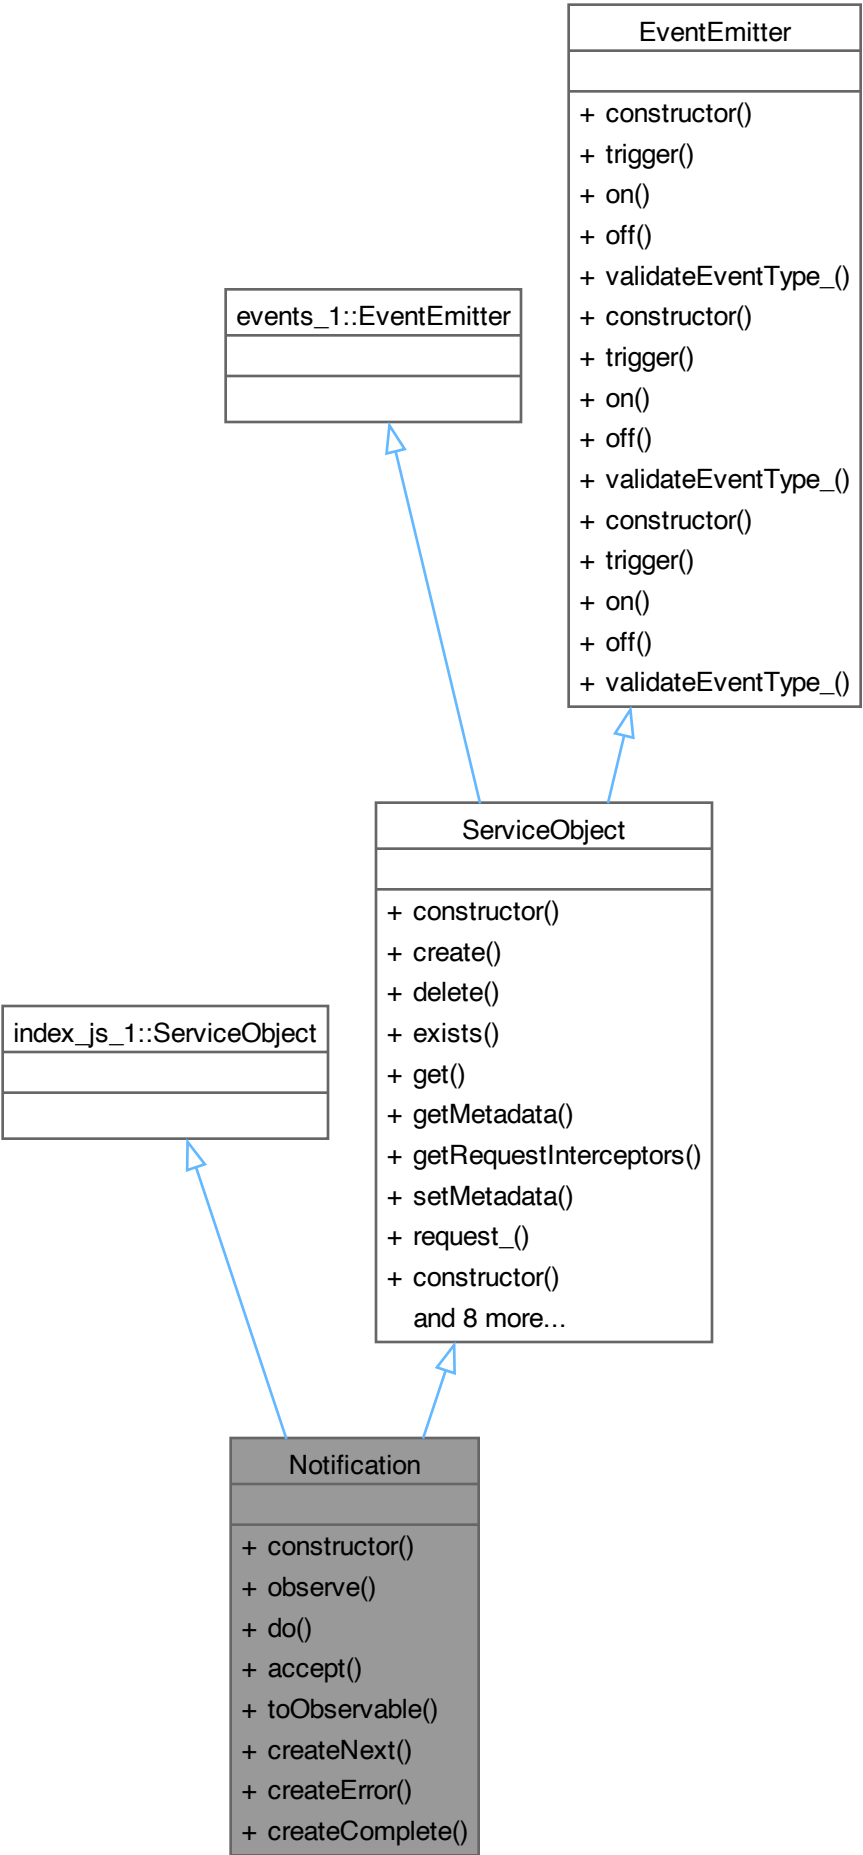 EventEmitter
+ constructor()
+ trigger()
+ on()
+ off()
+ validateEventType_()
+ constructor()
+ trigger()
+ on()
+ off()
+ validateEventType_()
+ constructor()
+ trigger()
+ on()
+ off()
+ validateEventType_()
events_1::EventEmitter
ServiceObject
+ constructor()
+ create()
+ delete()
+ exists()
+ get()
+ getMetadata()
+ getRequestInterceptors()
+ setMetadata()
+ request_()
+ constructor()
and 8 more...
index_js_1::ServiceObject
Notification
+ constructor()
+ observe()
+ do()
+ accept()
+ toObservable()
+ createNext()
+ createError()
+ createComplete()